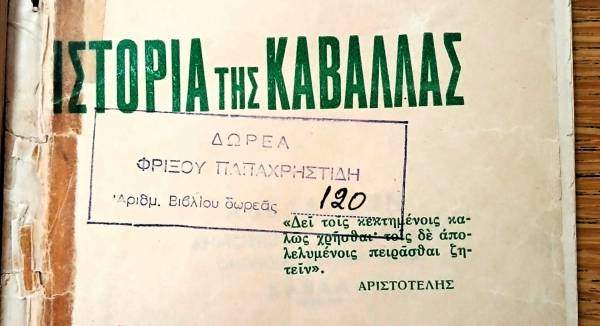 ΙΣΤΟΡΙΑ ΤΗΣ ΚΑΒΑΛΛΑΣ
ΔΩΡΕΑ
ΦΡΙΞΟΥ ΠΑΠΑΧΡΗΣΤΙΔΗ
Ἀριθμ. Βιβλίου δωρεᾶς 120
«Δεῖ τοῖς κεκτημένοις κα-
λῶς χρῆσθαι· τοῖς δὲ ἀπο-
λελυμένοις πειρᾶσθαι ζη-
τεῖν».
ΑΡΙΣΤΟΤΕΛΗΣ